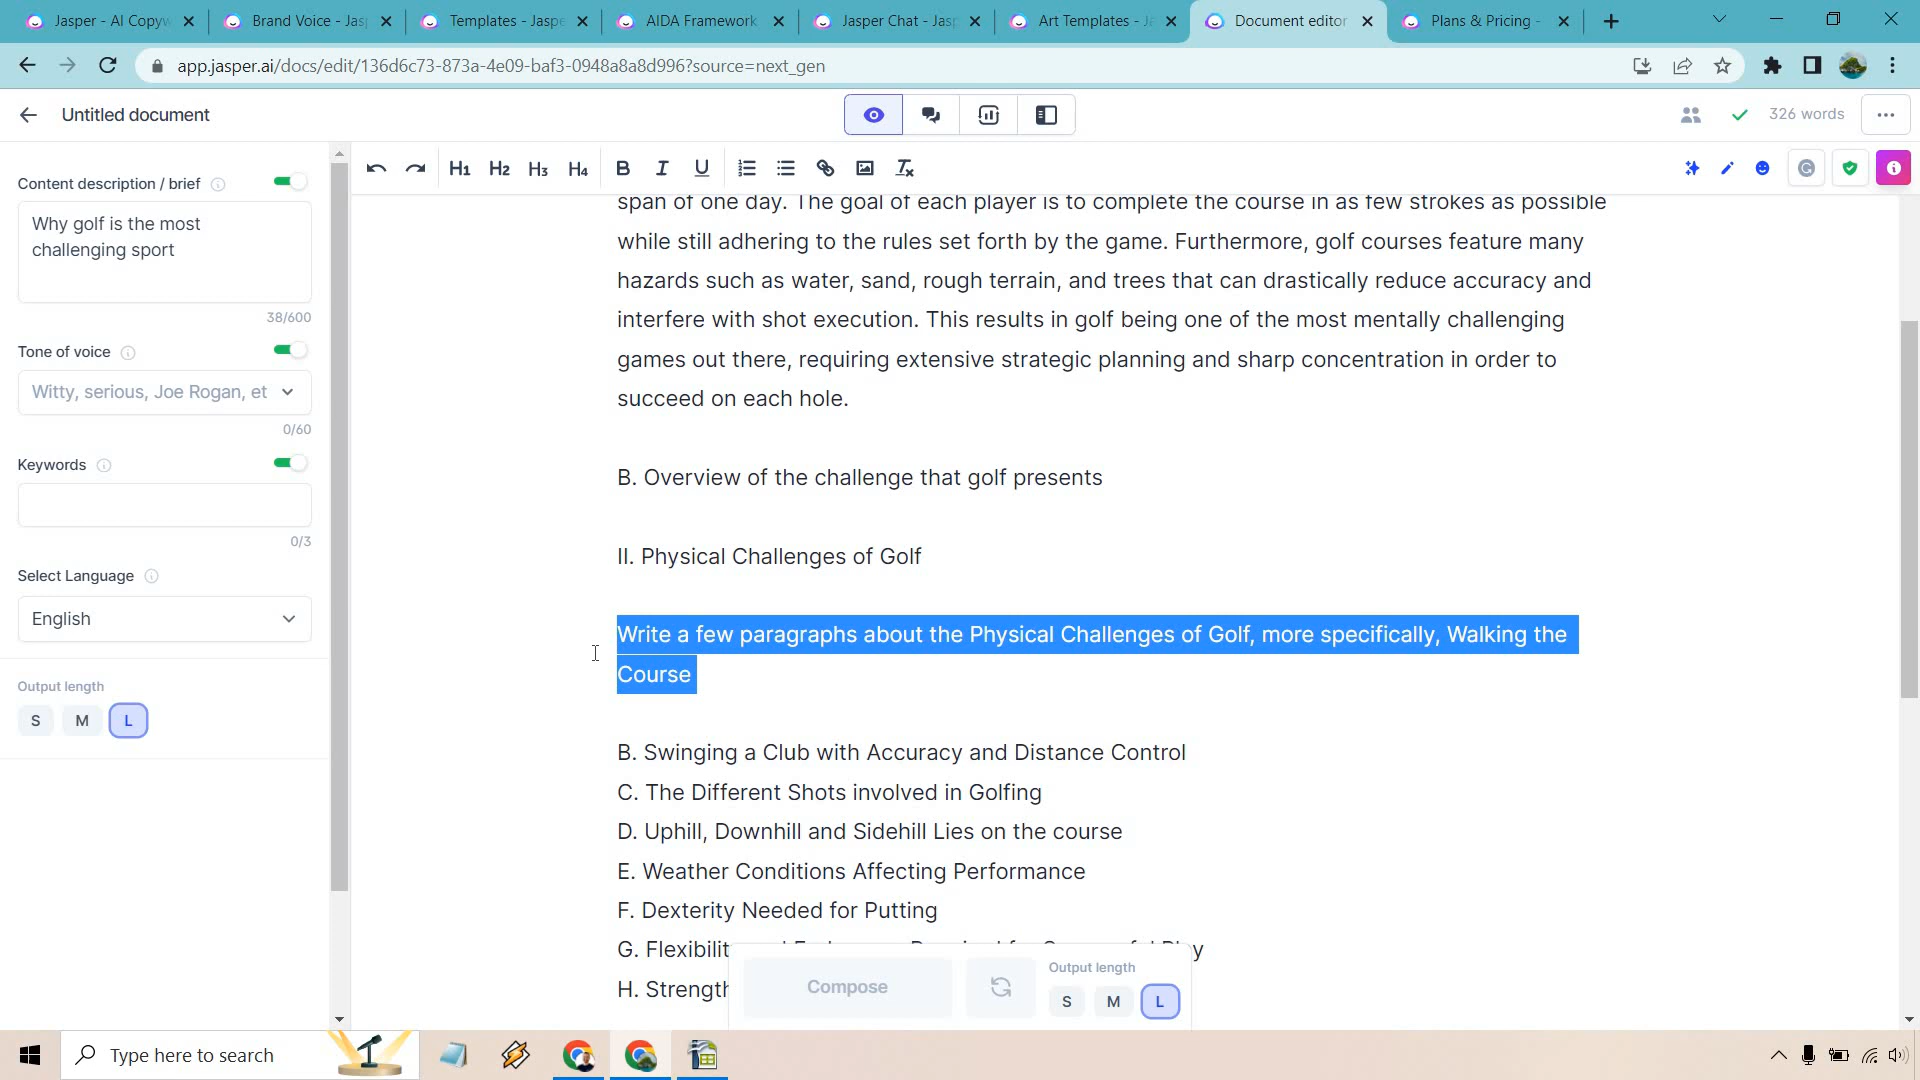 Jasper - AI Copyw
Brand Voice - Jas
Templates - Jaspe
AIDA Framework
Jasper Chat - Jasp
Art Templates - Ja
Document editor
Plans & Pricing -
app.jasper.ai/docs/edit/136d6c73-873a-4e09-baf3-0948a8a8d996?source=next_gen
Untitled document
326 words
H1 H2 H3 H4 B I U
Content description / brief
Why golf is the most
challenging sport
38/600
Tone of voice
Witty, serious, Joe Rogan, et
0/60
Keywords
0/3
Select Language
English
Output length
S M L
span of one day. The goal of each player is to complete the course in as few strokes as possible
while still adhering to the rules set forth by the game. Furthermore, golf courses feature many
hazards such as water, sand, rough terrain, and trees that can drastically reduce accuracy and
interfere with shot execution. This results in golf being one of the most mentally challenging
games out there, requiring extensive strategic planning and sharp concentration in order to
succeed on each hole.
B. Overview of the challenge that golf presents
II. Physical Challenges of Golf
Write a few paragraphs about the Physical Challenges of Golf, more specifically, Walking the
Course
B. Swinging a Club with Accuracy and Distance Control
C. The Different Shots involved in Golfing
D. Uphill, Downhill and Sidehill Lies on the course
E. Weather Conditions Affecting Performance
F. Dexterity Needed for Putting
G.
H. Strength
Compose
Output length
S M L
Type here to search